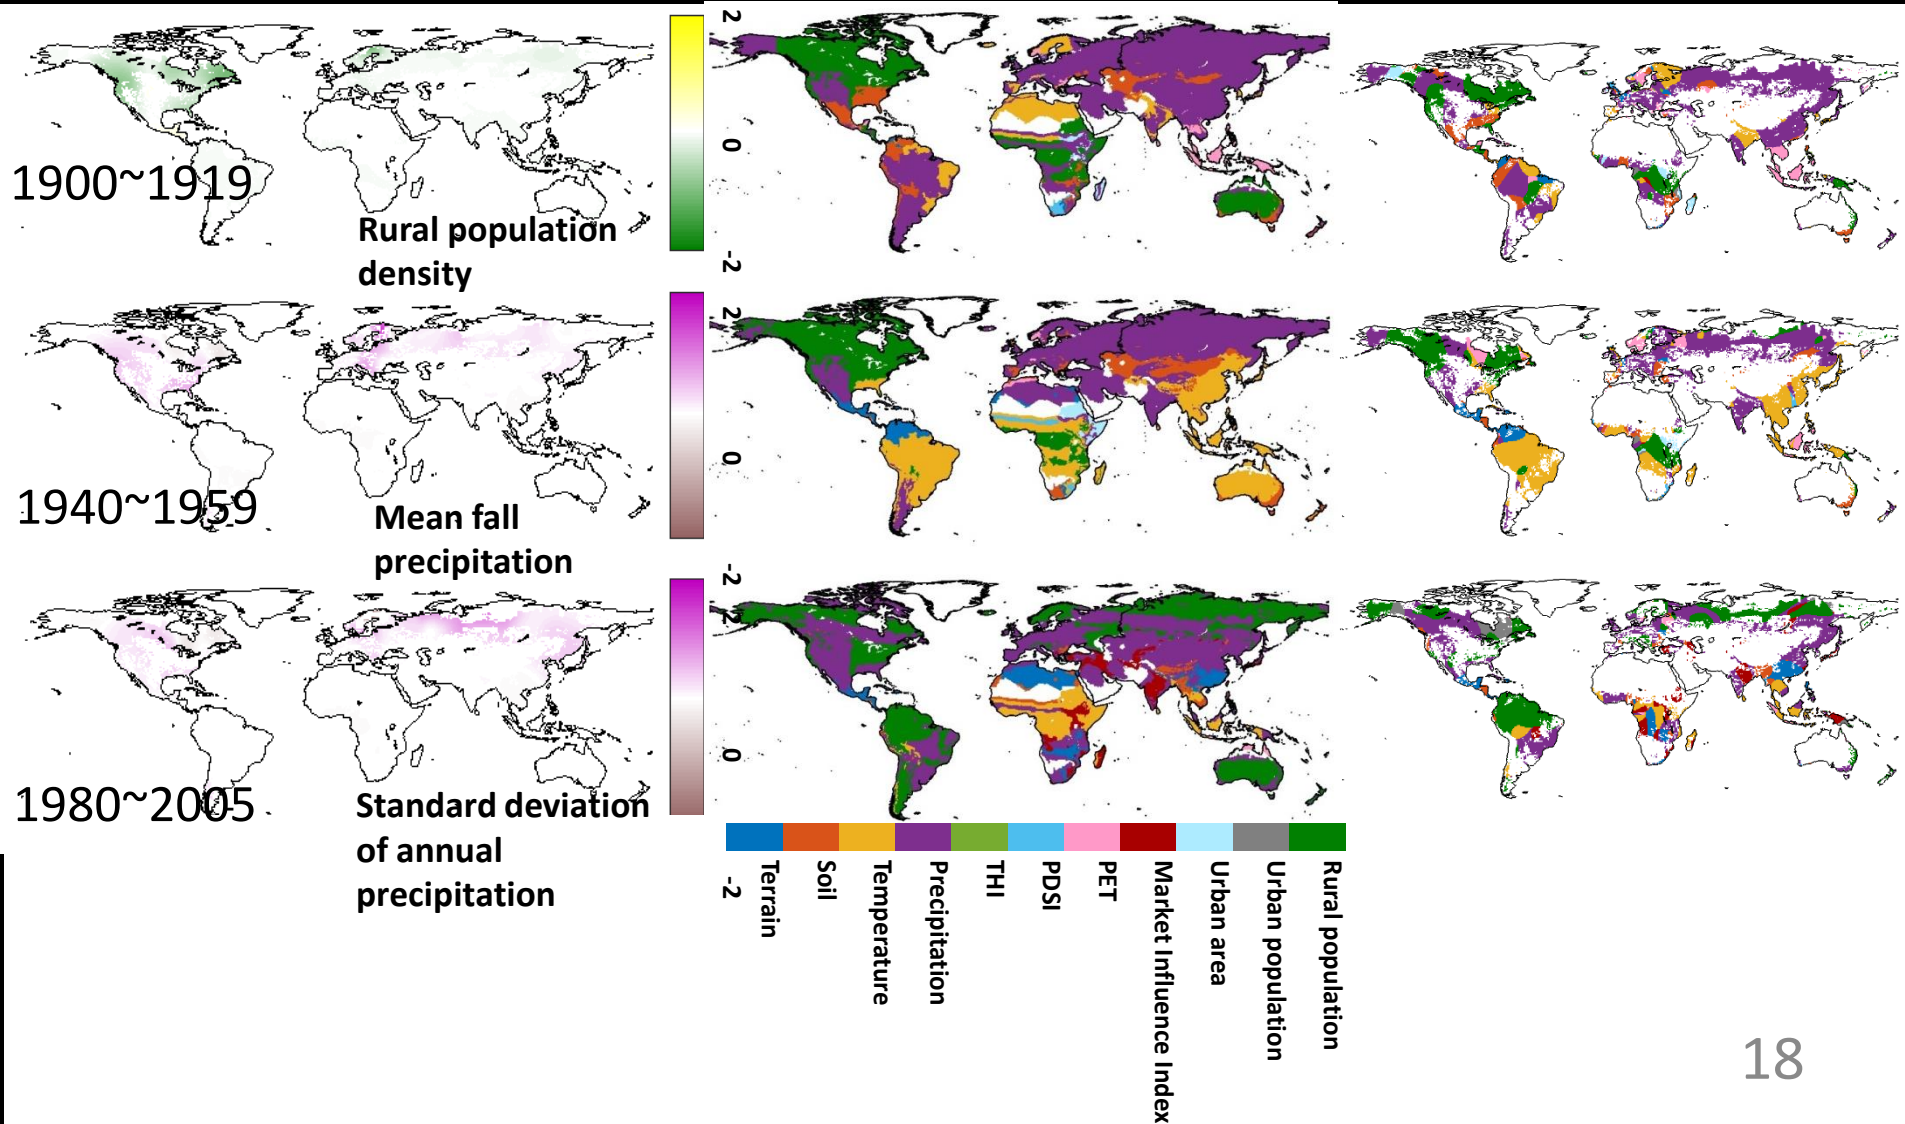 1900~1919
Rural population
density
2
0
-2
1940~1959
Mean fall
precipitation
2
0
-2
1980~2005
Standard deviation
of annual
precipitation
2
0
-2
Terrain
Soil
Temperature
Precipitation
THI
PDSI
PET
Market Influence Index
Urban area
Urban population
Rural population
18